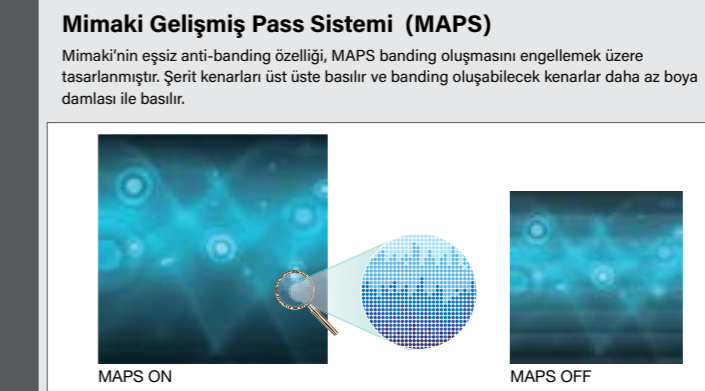 Mimaki Gelişmiş Pass Sistemi (MAPS)
Mimaki’nin eşsiz anti-banding özelliği, MAPS banding oluşmasını engellemek üzere
tasarlanmıştır. Şerit kenarları üst üste basılır ve banding oluşabilecek kenarlar daha az boya
damlası ile basılır.
MAPS ON
MAPS OFF